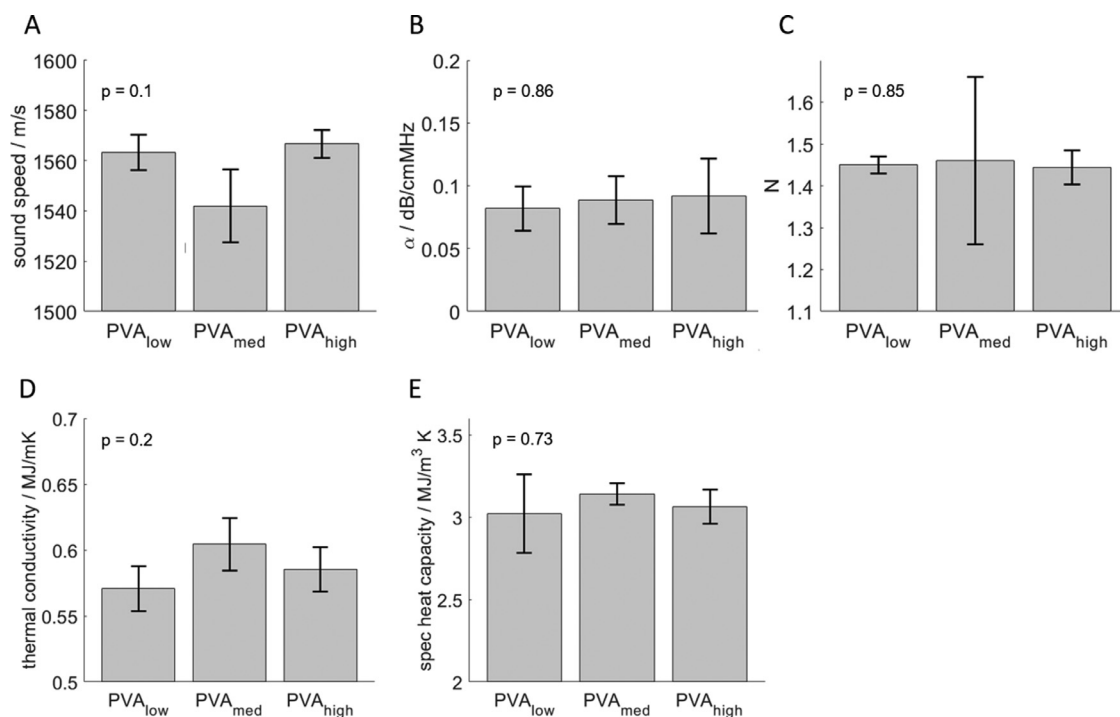 A
B
C
sound speed / m/s
1600
1580
1560
1540
1520
1500
p = 0.1
PVAlow
PVAmed
PVAhigh
α / dB/cmMHz
0.2
0.15
0.1
0.05
0
p = 0.86
PVAlow
PVAmed
PVAhigh
N
1.6
1.5
1.4
1.3
1.2
1.1
p = 0.85
PVAlow
PVAmed
PVAhigh
D
E
thermal conductivity / MJ/mK
0.7
0.65
0.6
0.55
0.5
p = 0.2
PVAlow
PVAmed
PVAhigh
spec heat capacity / MJ/m³ K
3.5
3
2.5
2
p = 0.73
PVAlow
PVAmed
PVAhigh